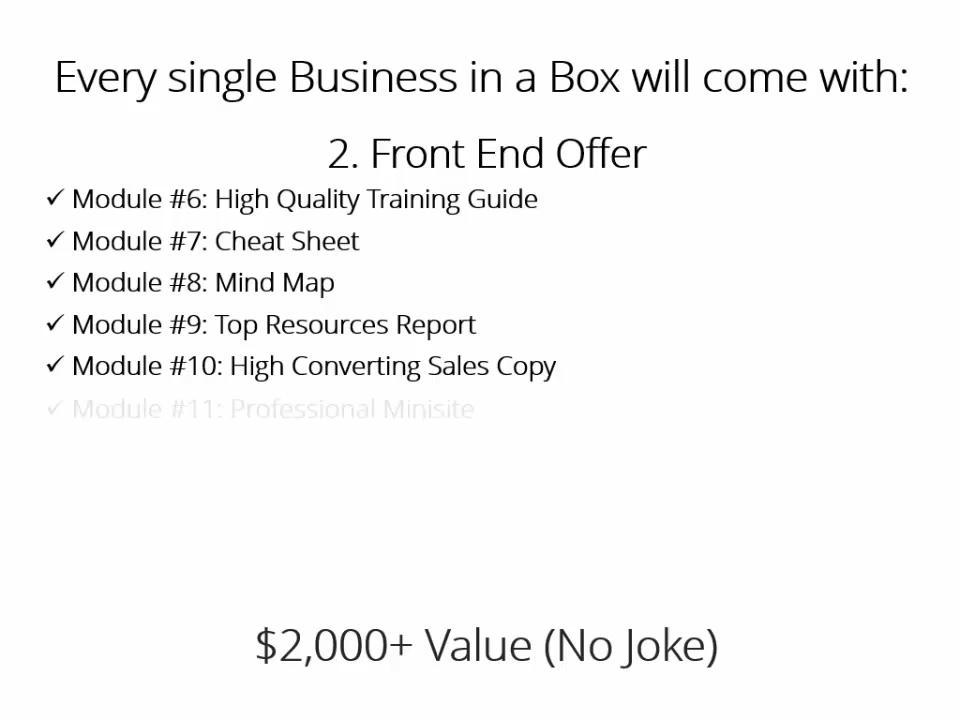 Every single Business in a Box will come with:
2. Front End Offer
✓ Module #6: High Quality Training Guide
✓ Module #7: Cheat Sheet
✓ Module #8: Mind Map
✓ Module #9: Top Resources Report
✓ Module #10: High Converting Sales Copy
✓ Module #11: Professional Minisite
$2,000+ Value (No Joke)